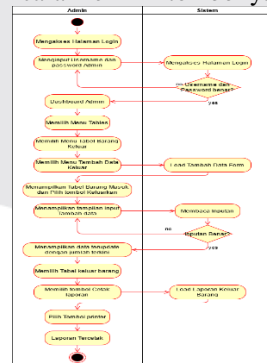 Admin
Sistem
Mengakses Halaman Login
Mengakses Halaman Login
Menginput Username dan
password Admin
no
Username dan
Password benar?
yes
Dashboard Admin
Memilih Menu Tables
Memilih Menu Tabel Barang
Keluar
Memilih Menu Tambah Data
Keluar
Load Tambah Data Form
Menampilkan Tabel Barang Masuk
dan Pilih tombol Keluarkan
Menampilkan tampilan input
Tambah data
Membaca Inputan
no
Inputan Benar?
yes
Menampilkan data terupdate
dengan jumlah terkini
Memilih Tabel keluar barang
Memilih tombol Cetak
laporan
Load Laporan Keluar
Barang
Pilih Tombol printer
Laporan Tercetak